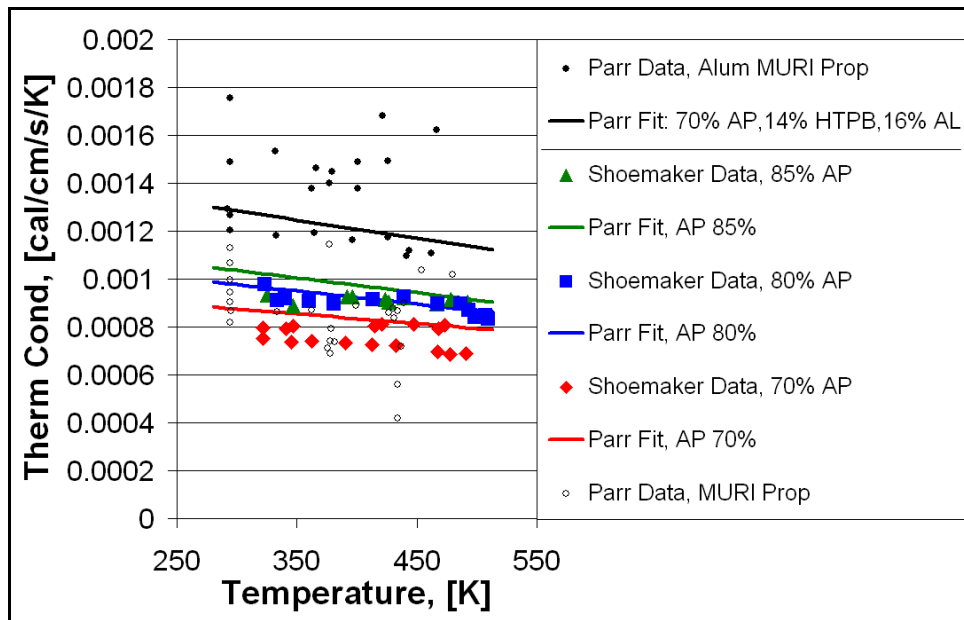 Therm Cond, [cal/cm/s/K]
0.002
0.0018
0.0016
0.0014
0.0012
0.001
0.0008
0.0006
0.0004
0.0002
0
250
350
450
550
Temperature, [K]
Parr Data, Alum MURI Prop
Parr Fit: 70% AP,14% HTPB,16% AL
Shoemaker Data, 85% AP
Parr Fit, AP 85%
Shoemaker Data, 80% AP
Parr Fit, AP 80%
Shoemaker Data, 70% AP
Parr Fit, AP 70%
Parr Data, MURI Prop